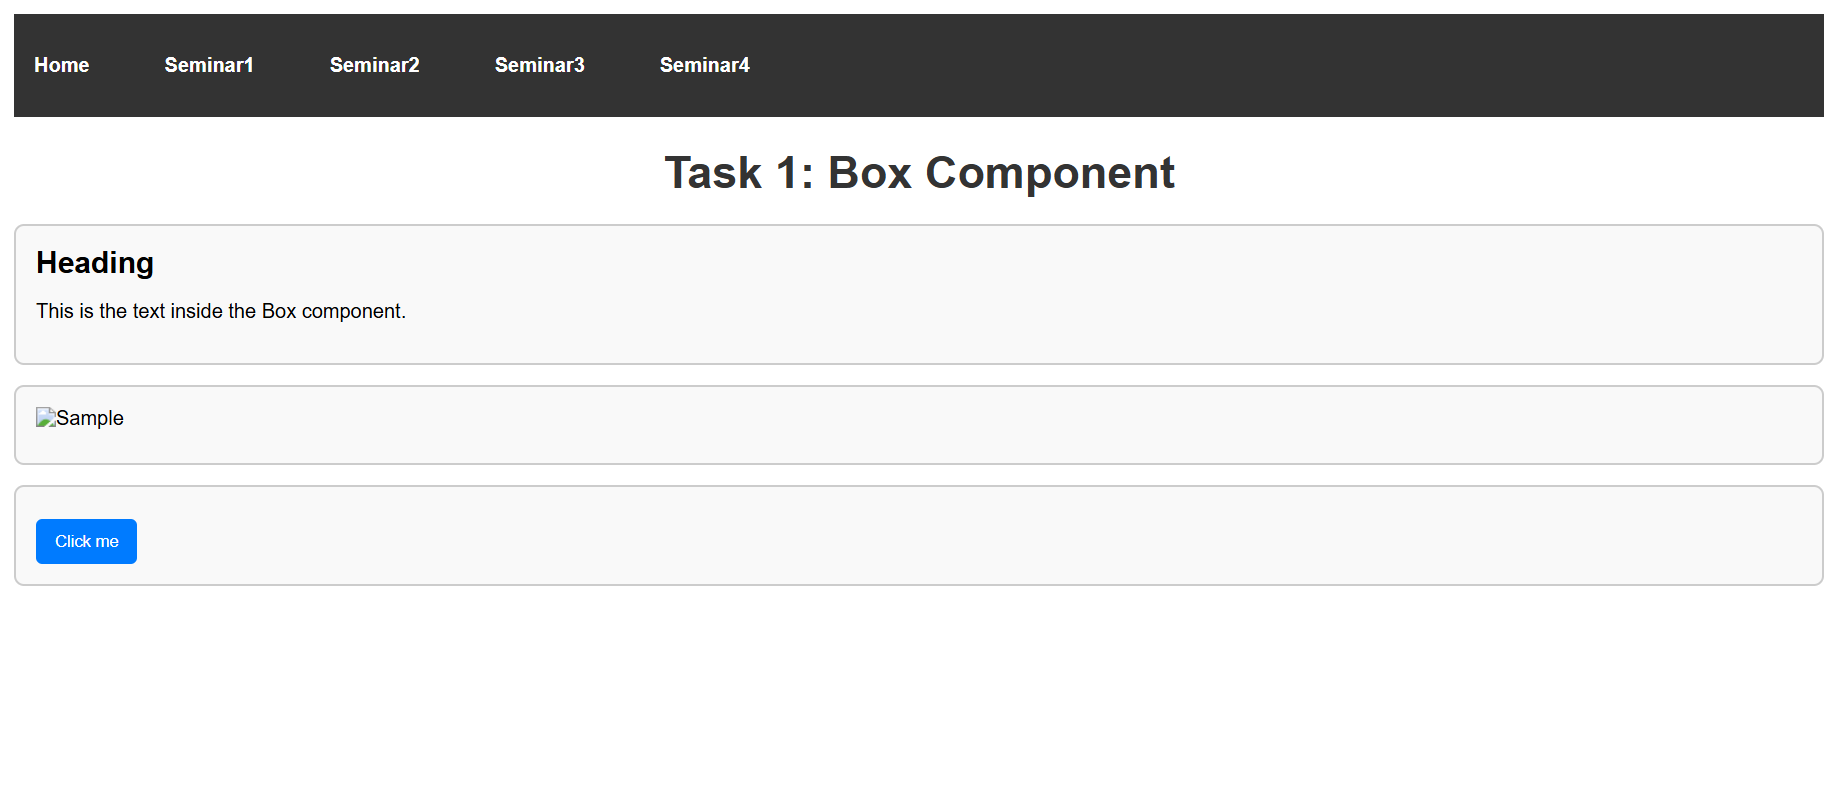 Home Seminar1 Seminar2 Seminar3 Seminar4
Task 1: Box Component
Heading
This is the text inside the Box component.
Sample
Click me